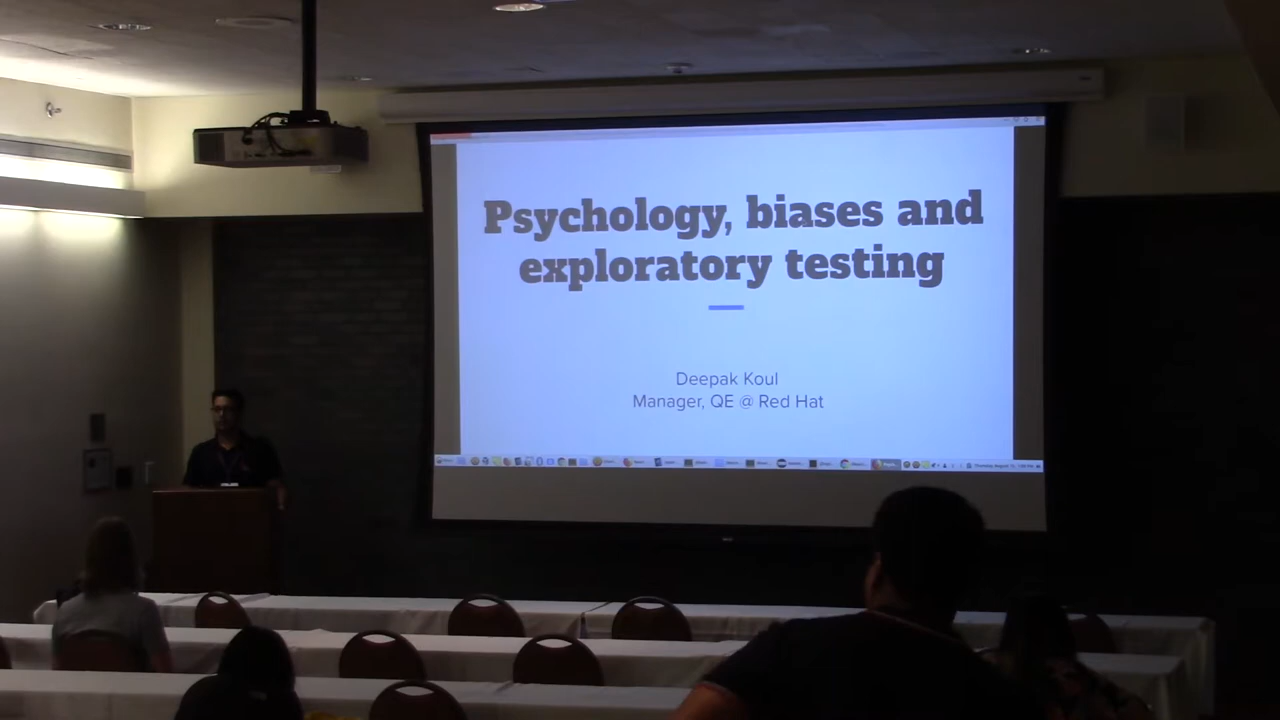 Psychology, biases and
exploratory testing
Deepak Koul
Manager, QE @ Red Hat